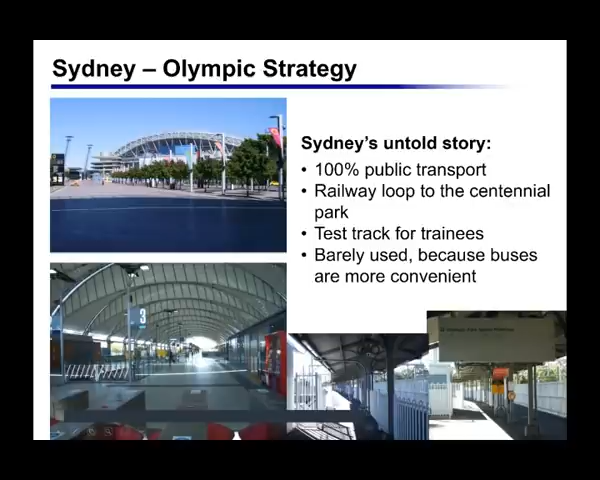 Sydney – Olympic Strategy
Sydney's untold story:
• 100% public transport
• Railway loop to the centennial
park
• Test track for trainees
• Barely used, because buses
are more convenient
3